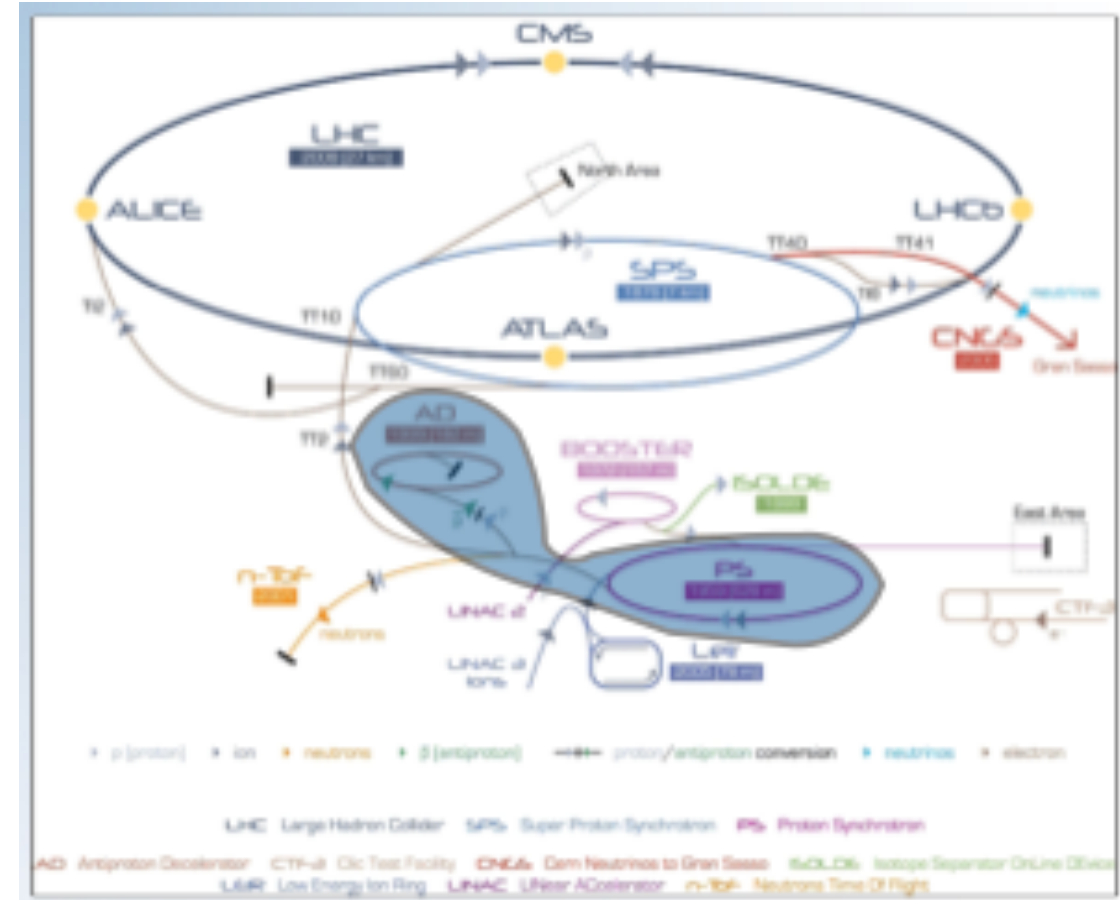 CMS
LHC
North Area
ALICE
LHCb
TT40
TT41
SPS
TI8
neutrinos
TI2
TT10
ATLAS
CNGS
Gran Sasso
TT60
AD
TT2
BOOSTER
ISOLDE
East Area
PS
n-ToF
LINAC 2
neutrons
CTF-3
e-
LINAC 3
Ions
Leir
p (proton) ion neutrons p̄ (antiproton) proton/antiproton conversion neutrinos electron
LHC Large Hadron Collider SPS Super Proton Synchrotron PS Proton Synchrotron
AD Antiproton Decelerator CTF-3 Clic Test Facility CNGS Cern Neutrinos to Gran Sasso ISOLDE Isotope Separator OnLine DEvice
LEIR Low Energy Ion Ring LINAC LINear ACcelerator n-ToF Neutrons Time Of Flight